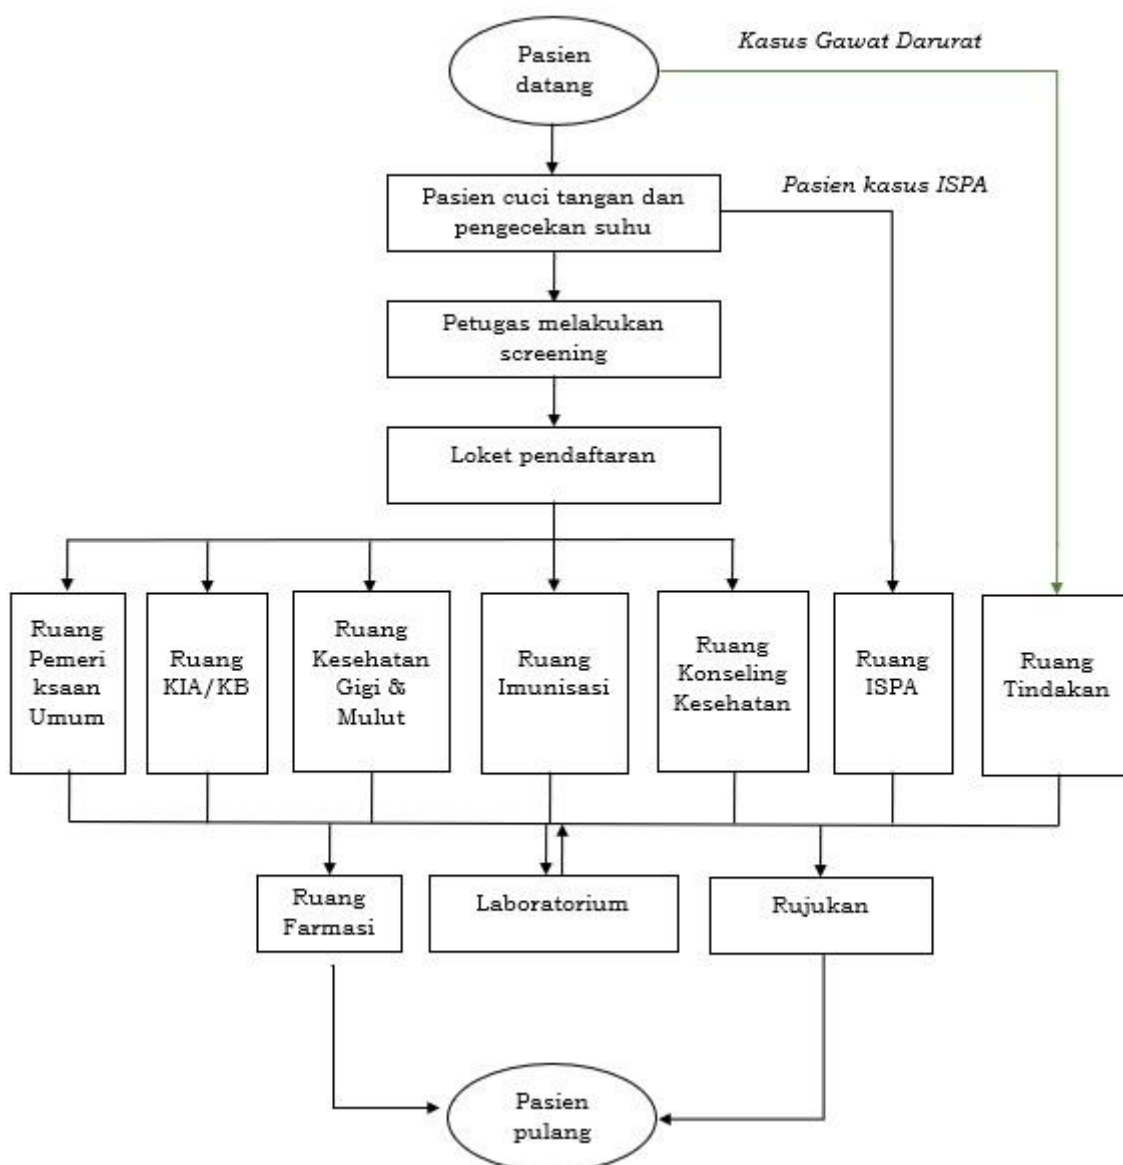 Kasus Gawat Darurat
Pasien
datang
Pasien kasus ISPA
Pasien cuci tangan dan
pengecekan suhu
Petugas melakukan
screening
Loket pendaftaran
Ruang
Pemeri
ksaan
Umum
Ruang
KIA/KB
Ruang
Kesehatan
Gigi &
Mulut
Ruang
Imunisasi
Ruang
Konseling
Kesehatan
Ruang
ISPA
Ruang
Tindakan
Ruang
Farmasi
Laboratorium
Rujukan
Pasien
pulang